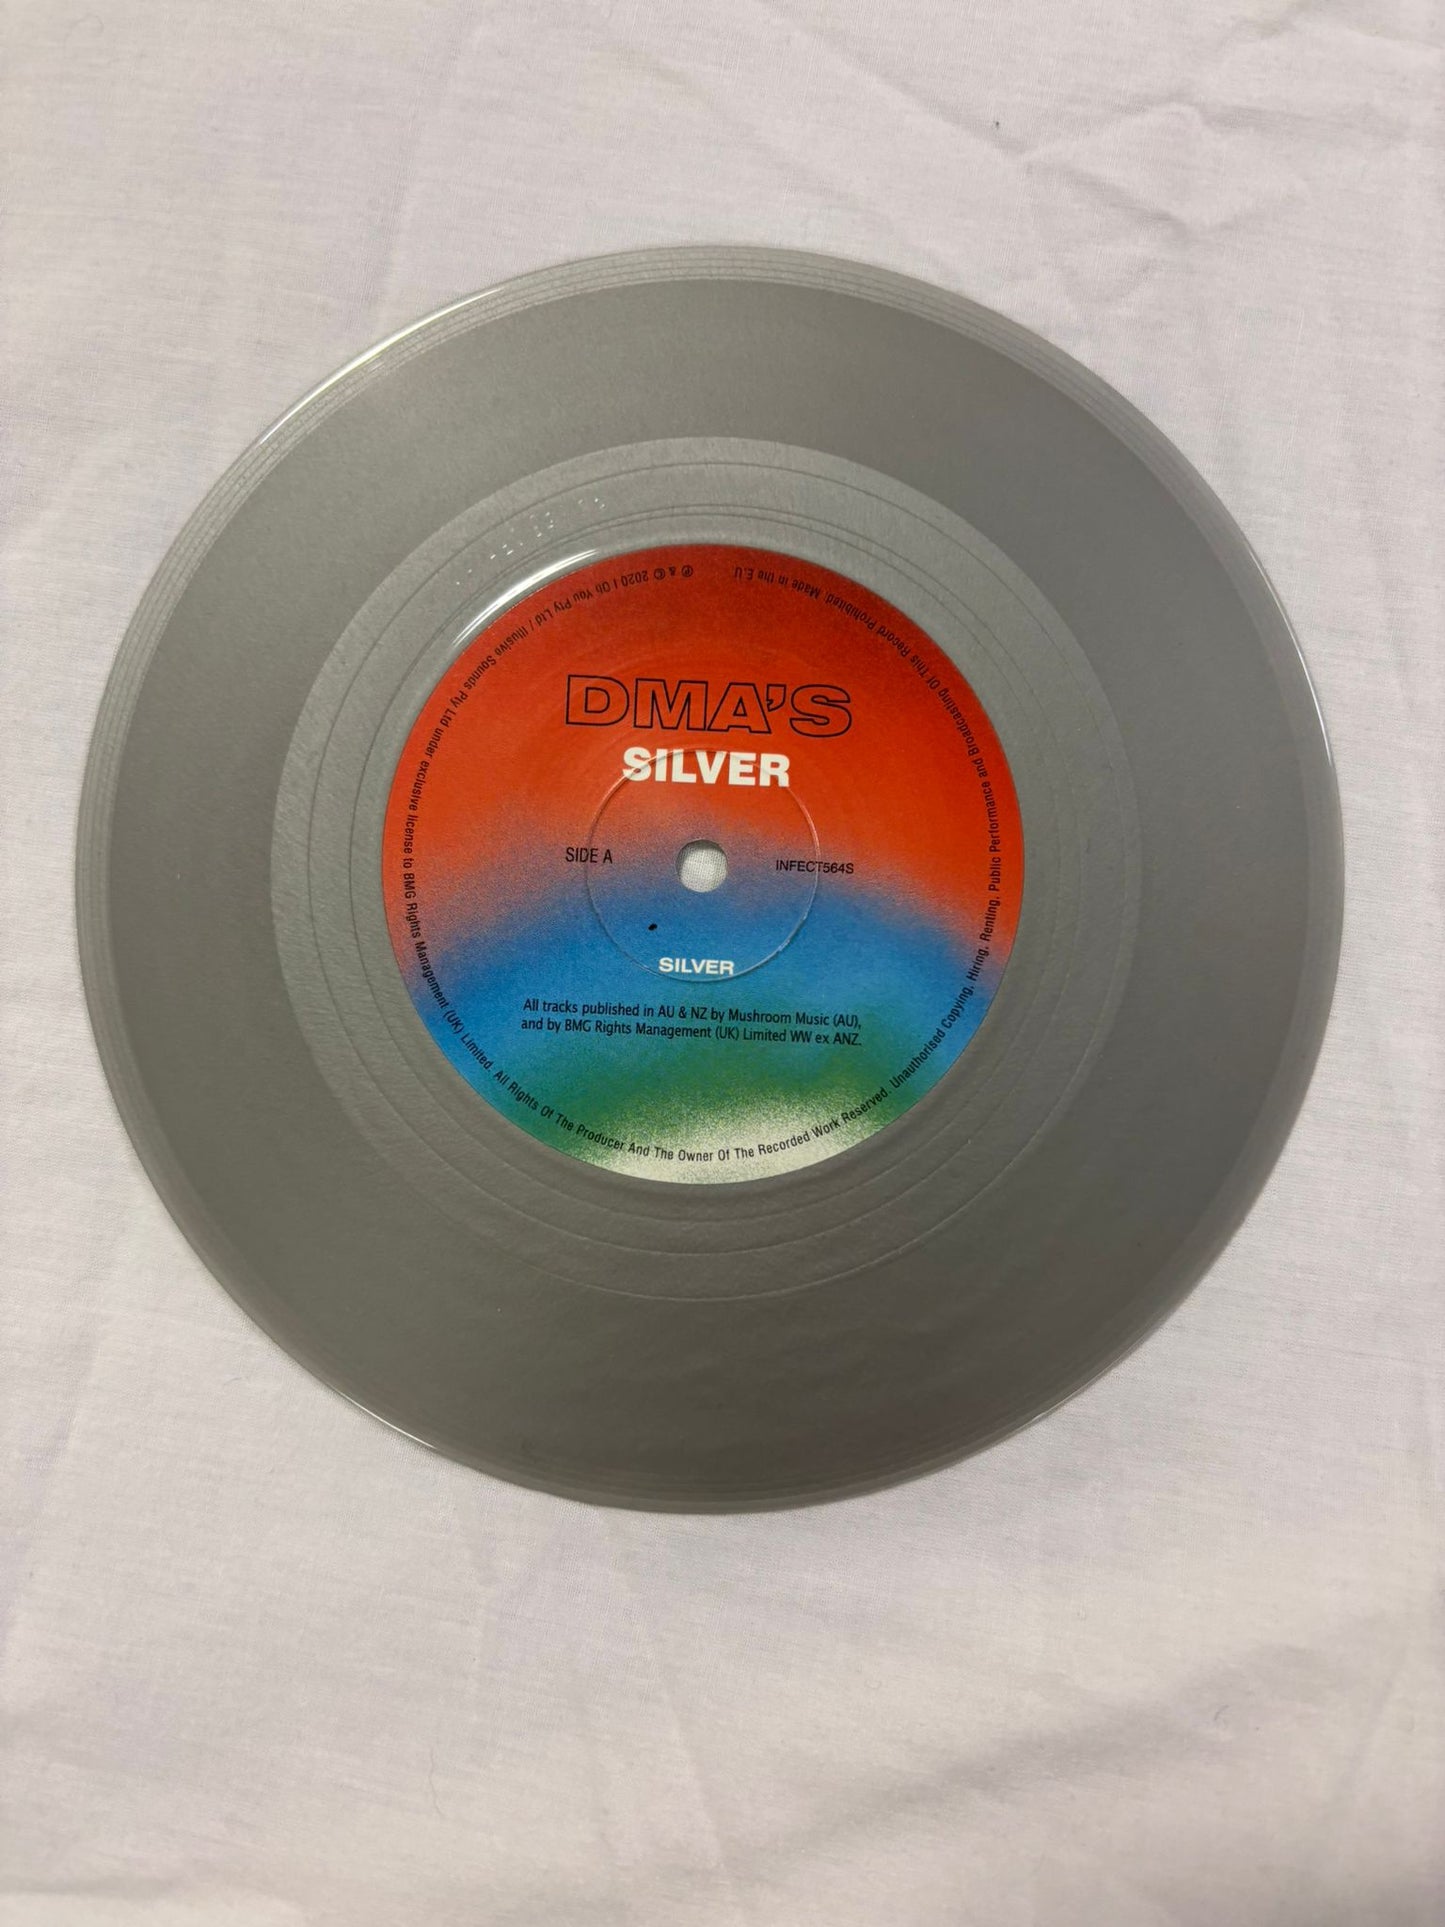 DMA'S
SILVER
SIDE A
INFECT564S
SILVER
All tracks published in AU & NZ by Mushroom Music (AU),
and by BMG Rights Management (UK) Limited WW ex ANZ.
℗ & © 2020 I Oh You Pty Ltd / Illusive Sounds Pty Ltd under exclusive license to BMG Rights Management (UK) Limited. All Rights Of The Producer And The Owner Of The Recorded Work Reserved. Unauthorised Copying, Hiring, Renting, Public Performance and Broadcasting Of This Record Prohibited. Made in the E.U